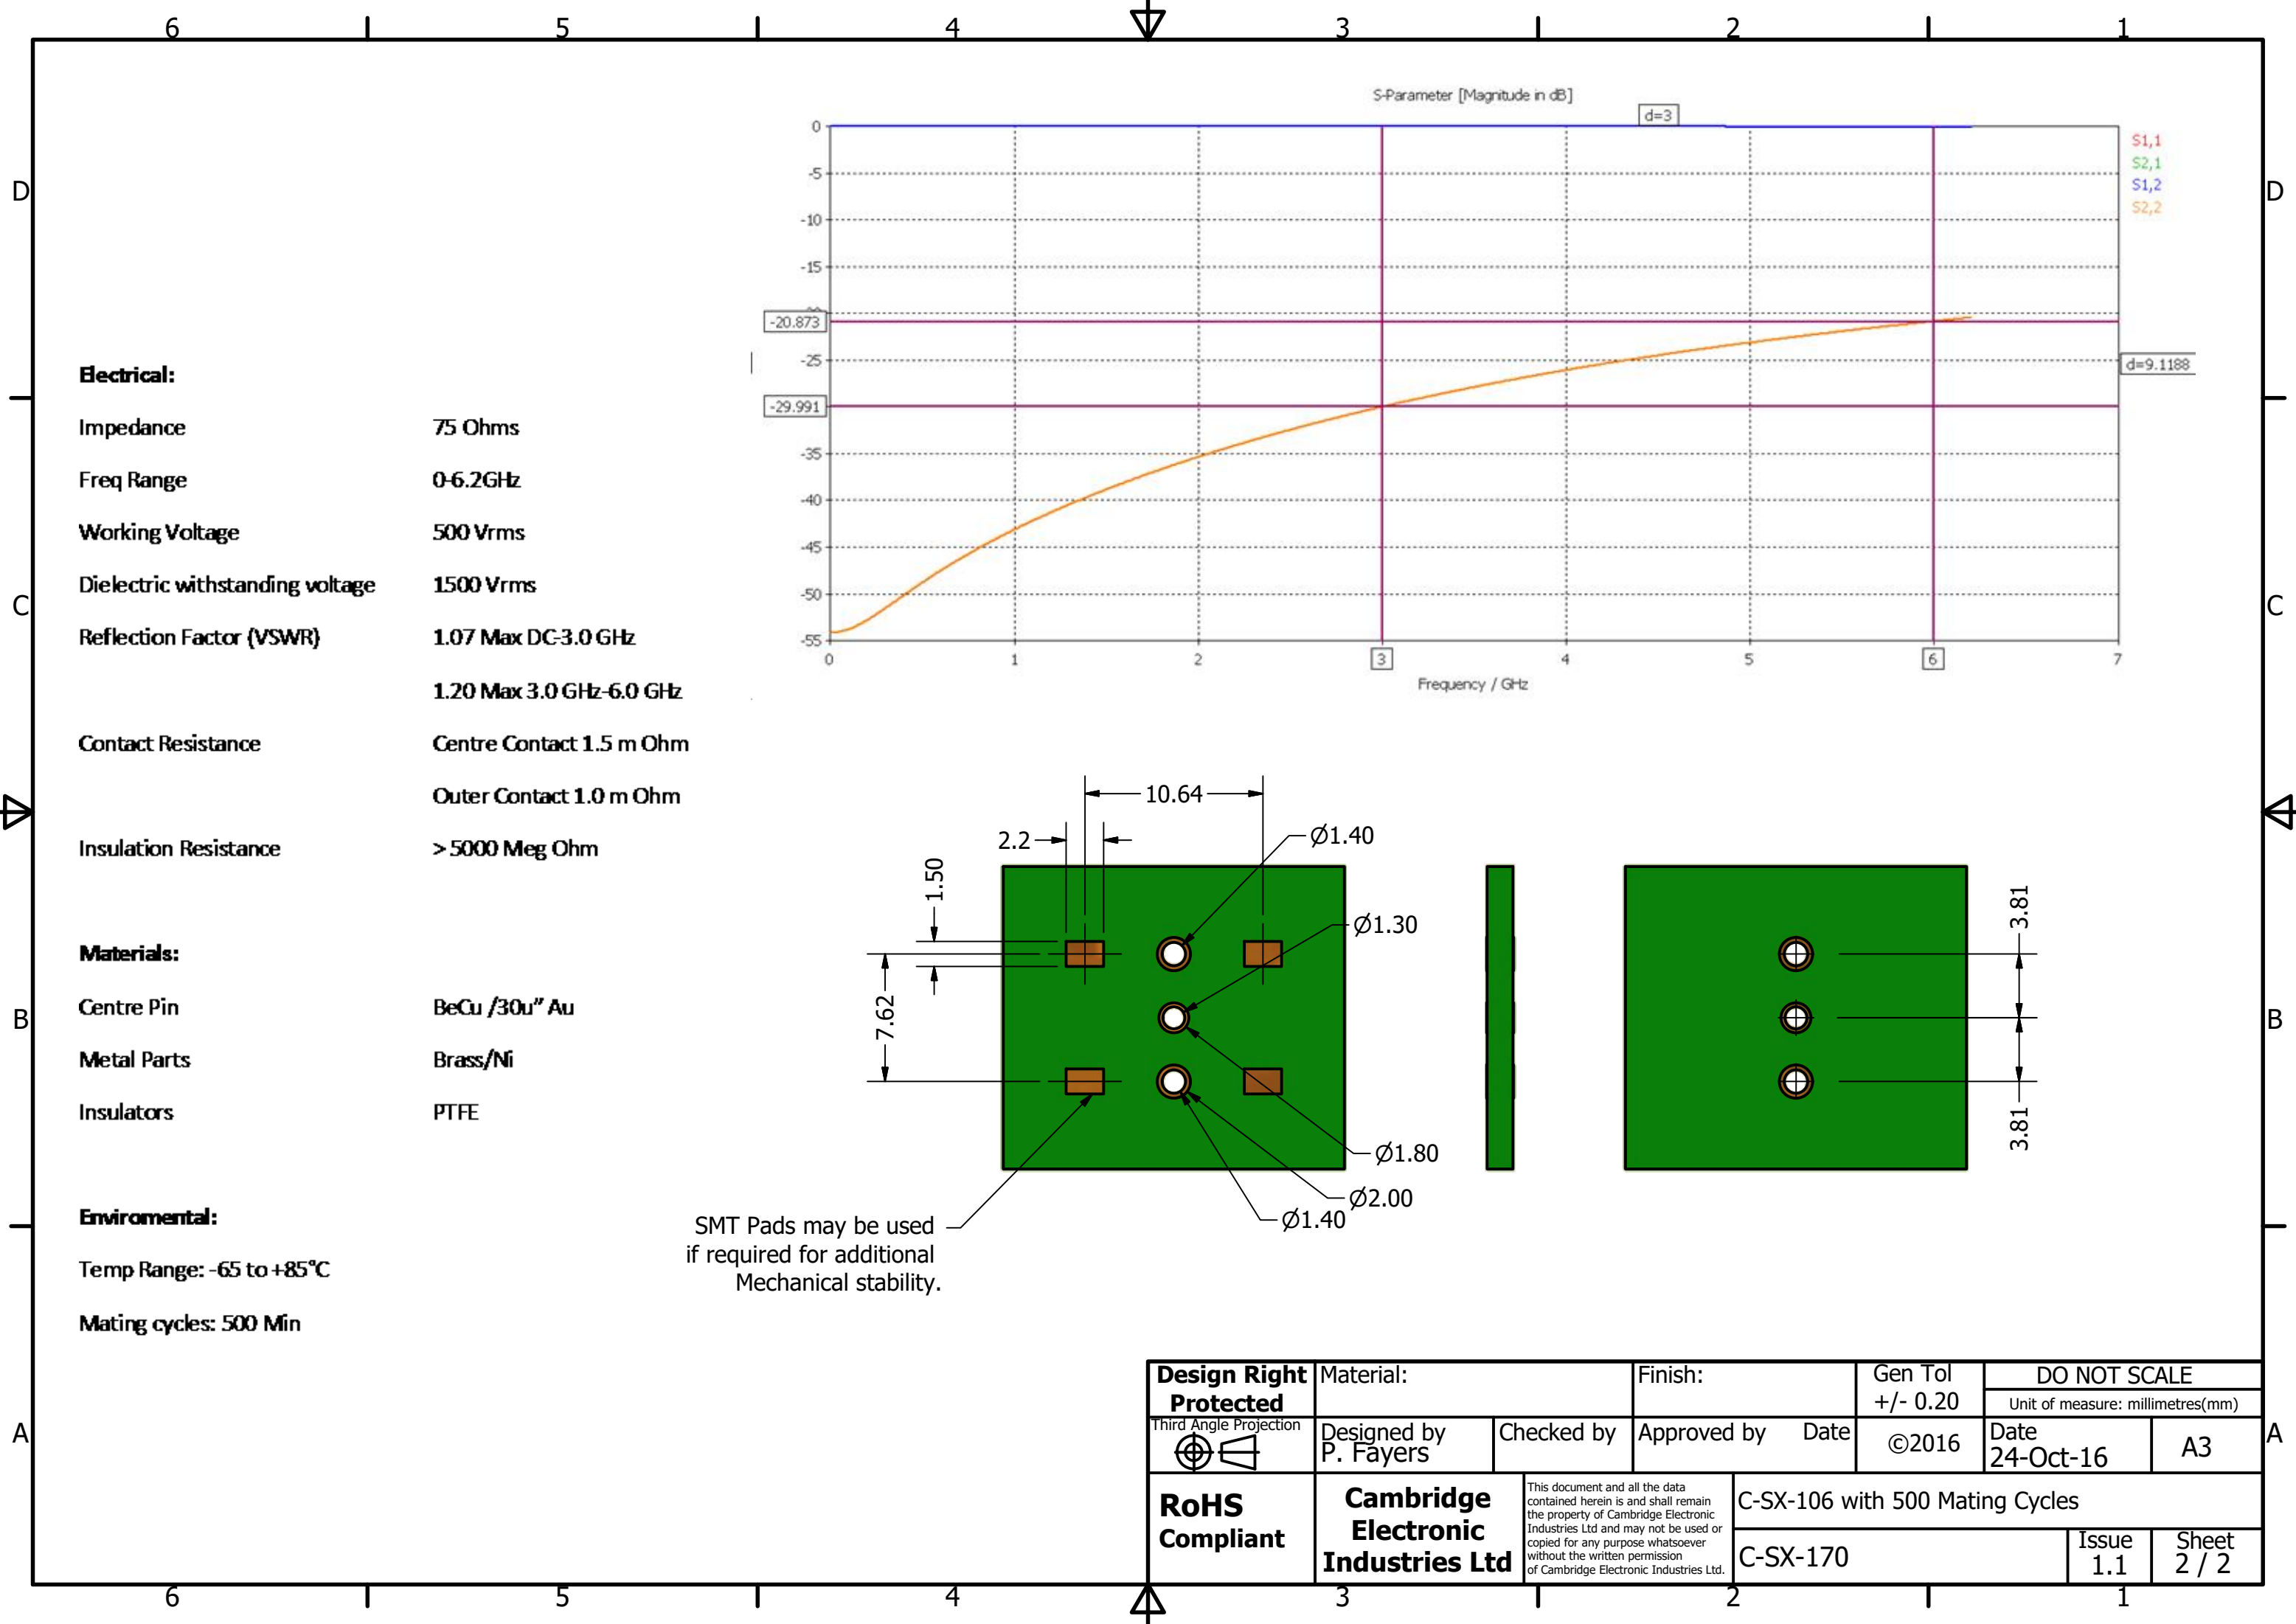 6 5 4 3 2 1
S-Parameter [Magnitude in dB]
d=3
0
-5
-10
-15
-20.873
-25
-29.991
-35
-40
-45
-50
-55
0 1 2 3 4 5 6 7
Frequency / GHz
S1,1
S2,1
S1,2
S2,2
d=9.1188
D D
C C
B B
A A
Electrical:
Impedance 75 Ohms
Freq Range 0-6.2GHz
Working Voltage 500 Vrms
Dielectric withstanding voltage 1500 Vrms
Reflection Factor (VSWR) 1.07 Max DC-3.0 GHz
1.20 Max 3.0 GHz-6.0 GHz
Contact Resistance Centre Contact 1.5 m Ohm
Outer Contact 1.0 m Ohm
Insulation Resistance > 5000 Meg Ohm
Materials:
Centre Pin BeCu /30u" Au
Metal Parts Brass/Ni
Insulators PTFE
Enviromental:
Temp Range: -65 to +85°C
Mating cycles: 500 Min
10.64
2.2
1.50
7.62
Ø1.40
Ø1.30
Ø1.80
Ø2.00
Ø1.40
3.81
3.81
SMT Pads may be used
if required for additional
Mechanical stability.
Design Right
Protected
Material:
Finish:
Gen Tol
+/- 0.20
DO NOT SCALE
Unit of measure: millimetres(mm)
Third Angle Projection
Designed by
P. Fayers
Checked by
Approved by Date
©2016
Date
24-Oct-16
A3
RoHS
Compliant
Cambridge
Electronic
Industries Ltd
This document and all the data
contained herein is and shall remain
the property of Cambridge Electronic
Industries Ltd and may not be used or
copied for any purpose whatsoever
without the written permission
of Cambridge Electronic Industries Ltd.
C-SX-106 with 500 Mating Cycles
C-SX-170
Issue
1.1
Sheet
2 / 2
6 5 4 3 2 1